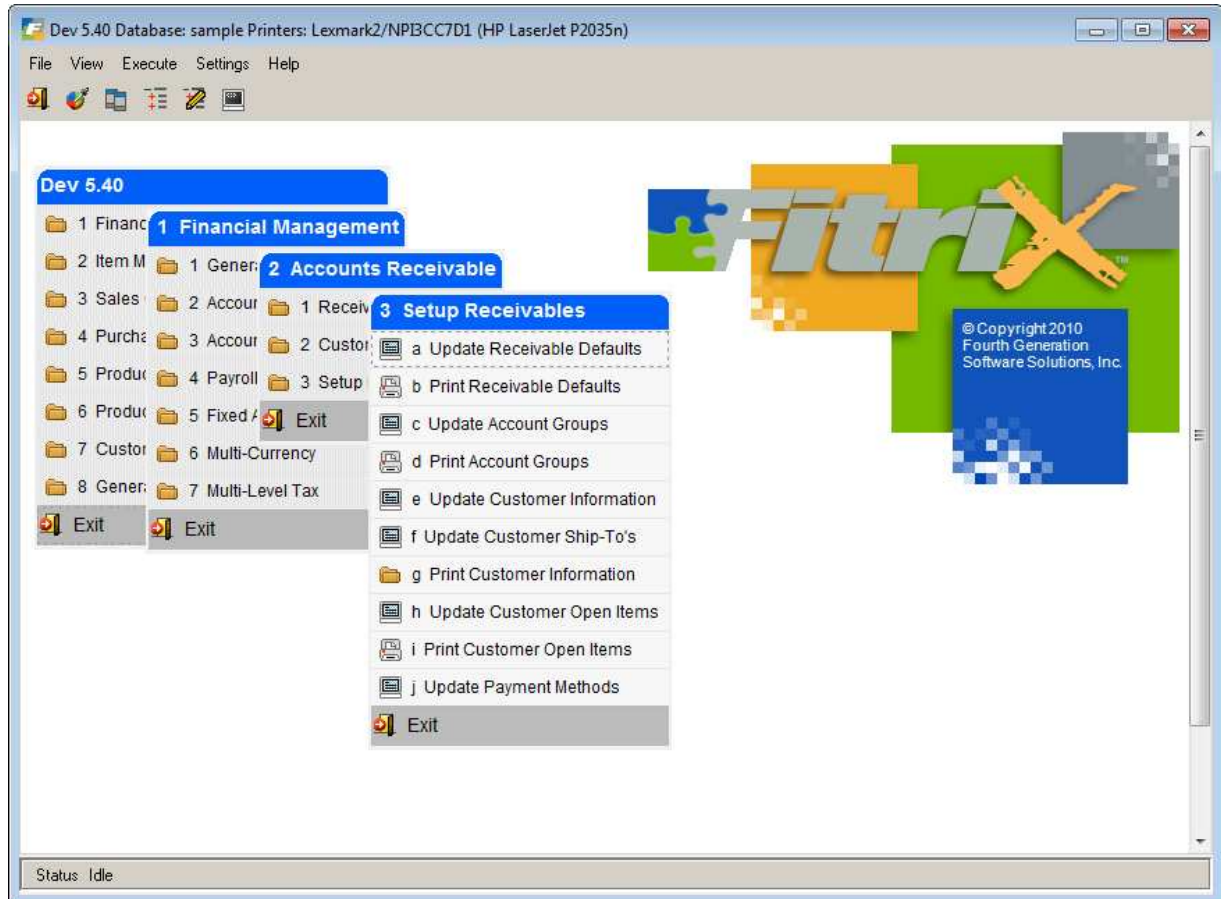 Dev 5.40 Database: sample Printers: Lexmark2/NPI3CC7D1 (HP LaserJet P2035n)
File View Execute Settings Help
Dev 5.40
1 Financ
2 Item M
3 Sales
4 Purcha
5 Produc
6 Produc
7 Custor
8 Gener
Exit
1 Financial Management
1 Gener
2 Accour
3 Accour
4 Payroll
5 Fixed A
6 Multi-Currency
7 Multi-Level Tax
Exit
2 Accounts Receivable
1 Receiv
2 Custor
3 Setup
Exit
3 Setup Receivables
a Update Receivable Defaults
b Print Receivable Defaults
c Update Account Groups
d Print Account Groups
e Update Customer Information
f Update Customer Ship-To's
g Print Customer Information
h Update Customer Open Items
i Print Customer Open Items
j Update Payment Methods
Exit
FitriX
TM
© Copyright 2010
Fourth Generation
Software Solutions, Inc.
Status Idle